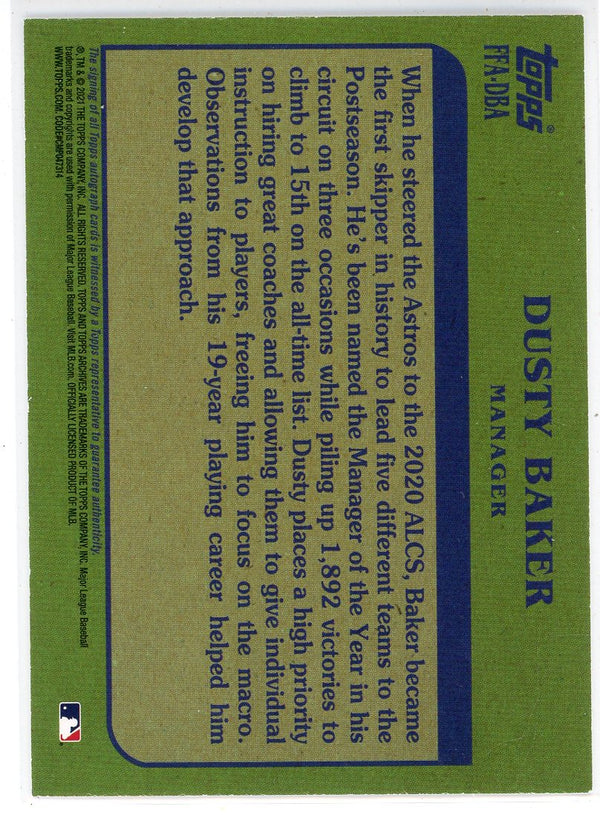 topps®
FFA-DBA
DUSTY BAKER
MANAGER
When he steered the Astros to the 2020 ALCS, Baker became
the first skipper in history to lead five different teams to the
Postseason. He's been named the Manager of the Year in his
circuit on three occasions while piling up 1,892 victories to
climb to 15th on the all-time list. Dusty places a high priority
on hiring great coaches and allowing them to give individual
instruction to players, freeing him to focus on the macro.
Observations from his 19-year playing career helped him
develop that approach.
The signing of all Topps autograph cards is witnessed by a Topps representative to guarantee authenticity.
®, TM & © 2021 THE TOPPS COMPANY, INC. ALL RIGHTS RESERVED. TOPPS AND TOPPS ARCHIVES ARE TRADEMARKS OF THE TOPPS COMPANY, INC. Major League Baseball
trademarks and copyrights are used with permission of Major League Baseball. Visit MLB.com. OFFICIALLY LICENSED PRODUCT OF MLB.
WWW.TOPPS.COM. CODE#CMP047314